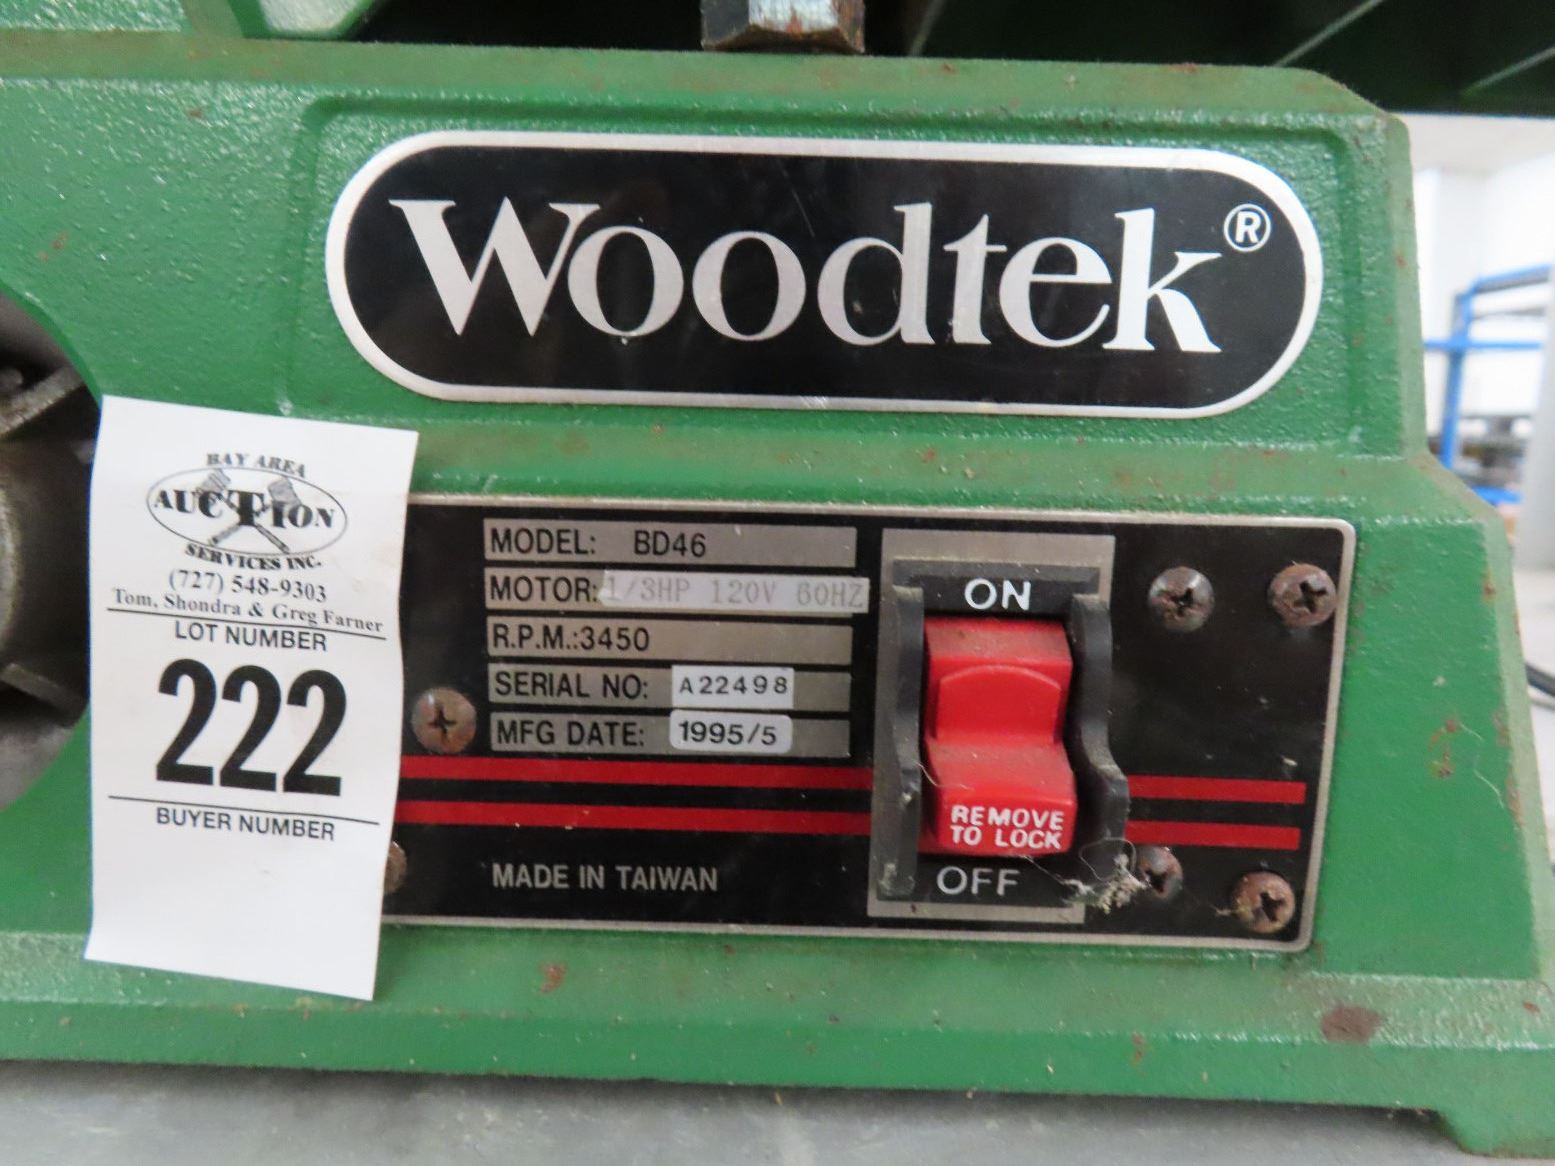 Woodtek®
BAY AREA
AUCTION
SERVICES INC.
(727) 548-9303
Tom, Shondra & Greg Farner
LOT NUMBER
222
BUYER NUMBER
MODEL: BD46
MOTOR: 1/3HP 120V 60HZ
R.P.M.:3450
SERIAL NO: A22498
MFG DATE: 1995/5
MADE IN TAIWAN
ON
REMOVE
TO LOCK
OFF